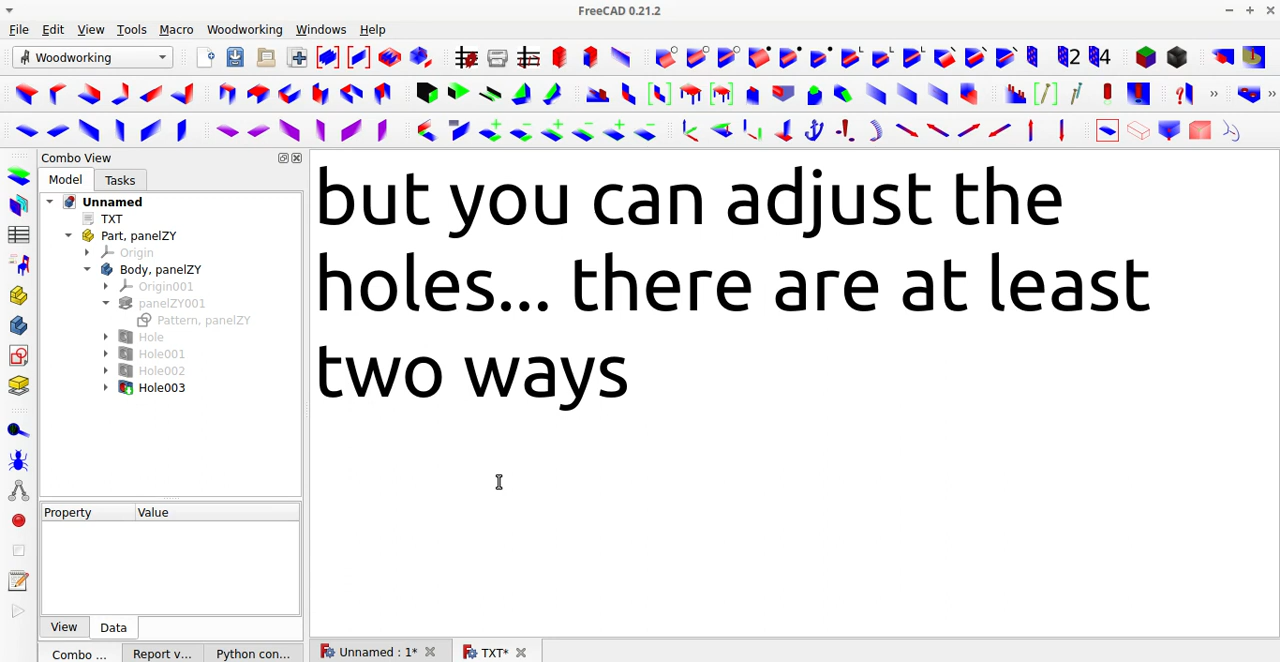 FreeCAD 0.21.2
File Edit View Tools Macro Woodworking Windows Help
Woodworking
2 4
Combo View
Model Tasks
Unnamed
TXT
Part, panelZY
Origin
Body, panelZY
Origin001
panelZY001
Pattern, panelZY
Hole
Hole001
Hole002
Hole003
Property Value
View Data
Combo ... Report v... Python con...
but you can adjust the
holes... there are at least
two ways
Unnamed : 1* TXT*